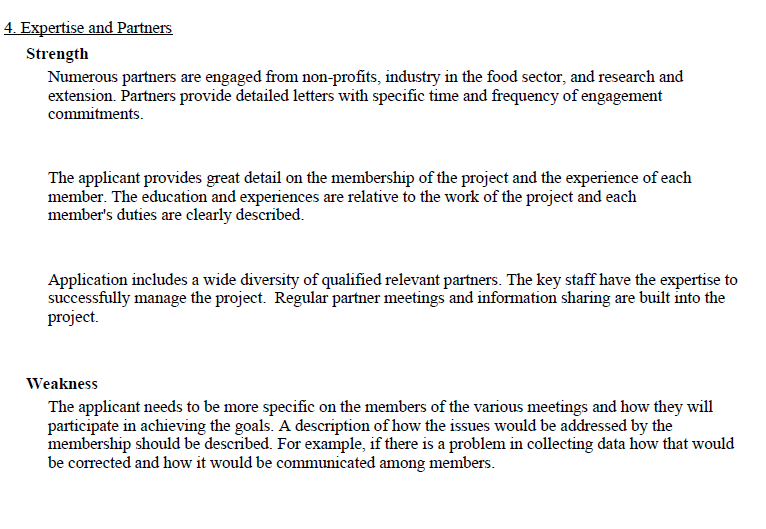 4. Expertise and Partners
Strength
Numerous partners are engaged from non-profits, industry in the food sector, and research and
extension. Partners provide detailed letters with specific time and frequency of engagement
commitments.
The applicant provides great detail on the membership of the project and the experience of each
member. The education and experiences are relative to the work of the project and each
member's duties are clearly described.
Application includes a wide diversity of qualified relevant partners. The key staff have the expertise to
successfully manage the project.  Regular partner meetings and information sharing are built into the
project.
Weakness
The applicant needs to be more specific on the members of the various meetings and how they will
participate in achieving the goals. A description of how the issues would be addressed by the
membership should be described. For example, if there is a problem in collecting data how that would
be corrected and how it would be communicated among members.